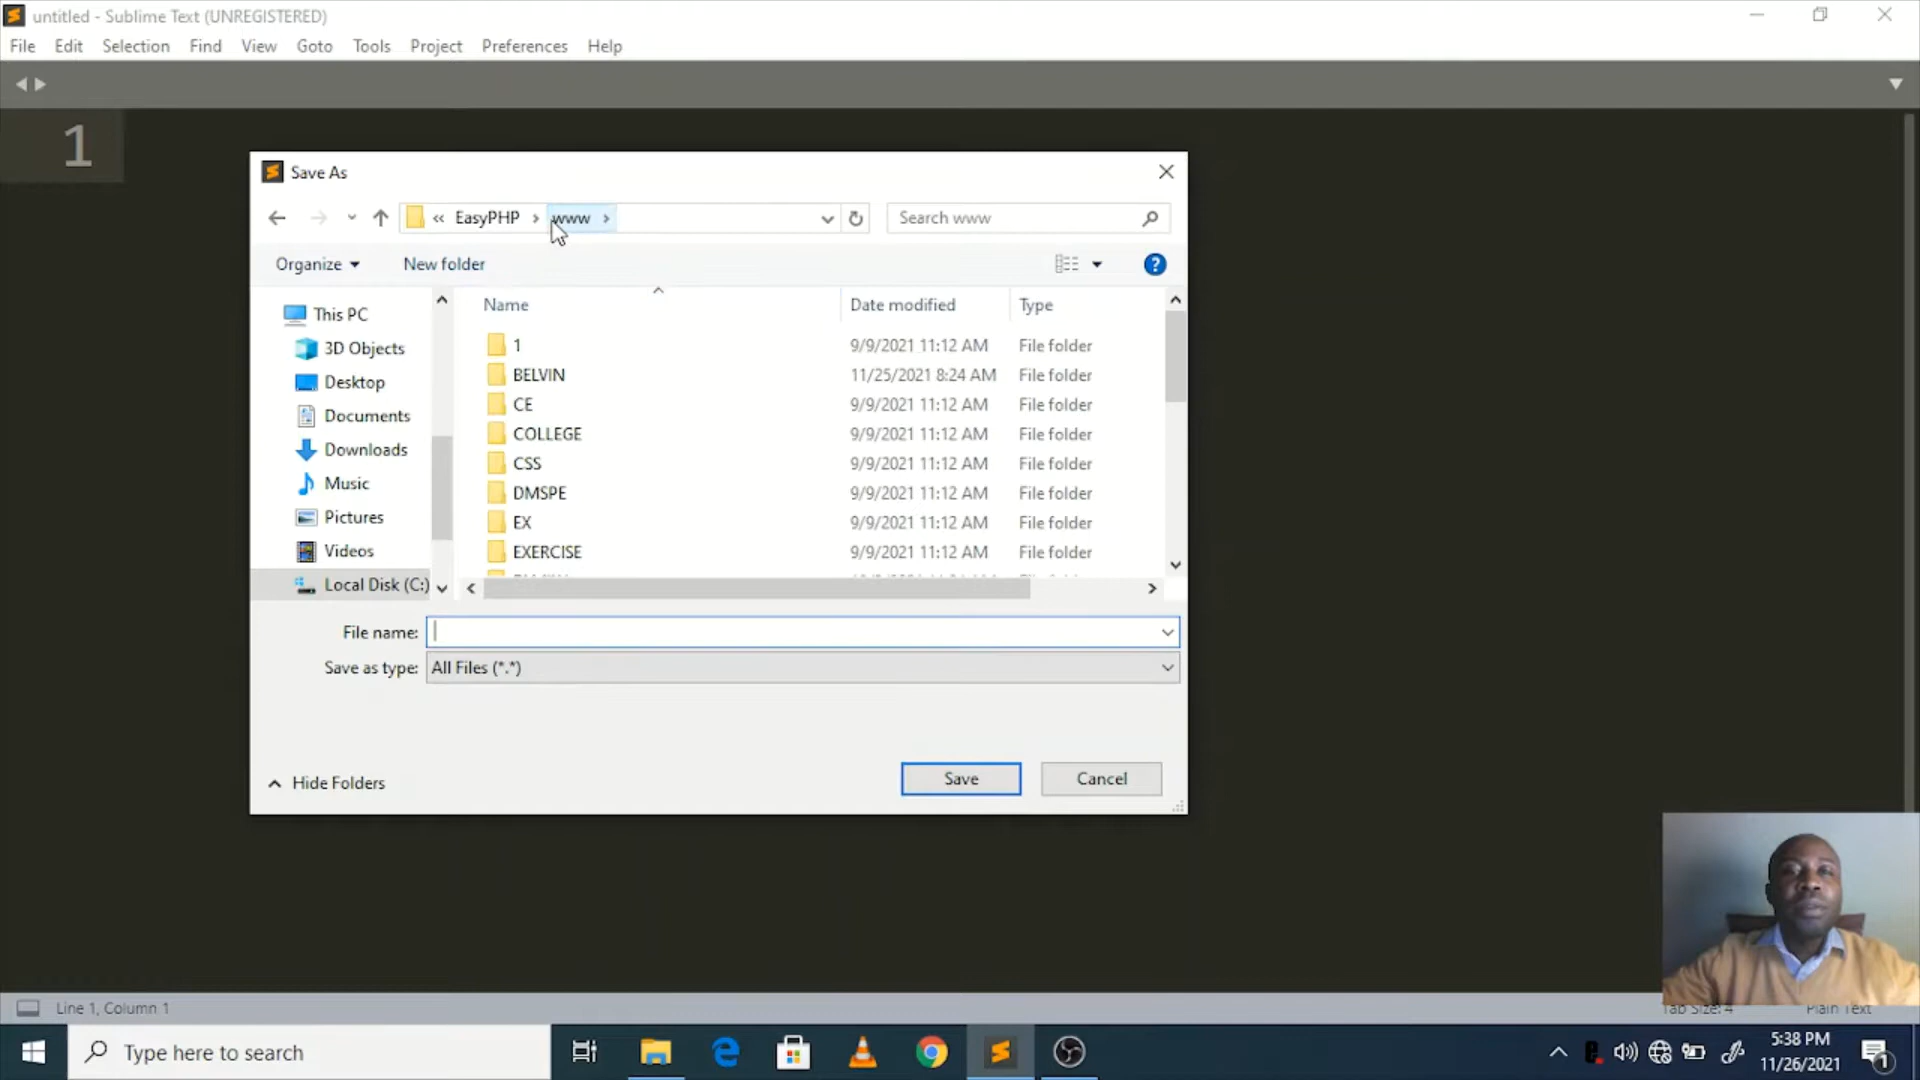 untitled - Sublime Text (UNREGISTERED)
File Edit Selection Find View Goto Tools Project Preferences Help
1
Save As
« EasyPHP › www ›
Search www
Organize
New folder
?
Name Date modified Type
This PC
3D Objects
Desktop
Documents
Downloads
Music
Pictures
Videos
Local Disk (C:)
1 9/9/2021 11:12 AM File folder
BELVIN 11/25/2021 8:24 AM File folder
CE 9/9/2021 11:12 AM File folder
COLLEGE 9/9/2021 11:12 AM File folder
CSS 9/9/2021 11:12 AM File folder
DMSPE 9/9/2021 11:12 AM File folder
EX 9/9/2021 11:12 AM File folder
EXERCISE 9/9/2021 11:12 AM File folder
File name:
Save as type: All Files (*.*)
Hide Folders
Save
Cancel
Line 1, Column 1
Tab Size: 4
Plain Text
Type here to search
5:38 PM
11/26/2021
1